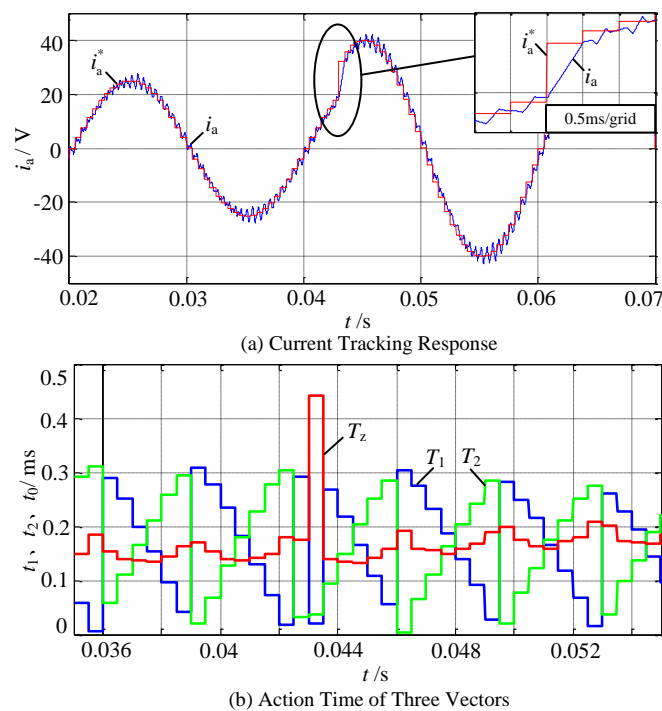 40
20
0
-20
-40
i_a / V
i_a^*
i_a
i_a^*
i_a
0.5ms/grid
0.02 0.03 0.04 0.05 0.06 0.07
t /s
(a) Current Tracking Response
0.5
0.4
0.3
0.2
0.1
0
t_1、t_2、t_0/ ms
T_z
T_1
T_2
0.036 0.04 0.044 0.048 0.052
t /s
(b) Action Time of Three Vectors